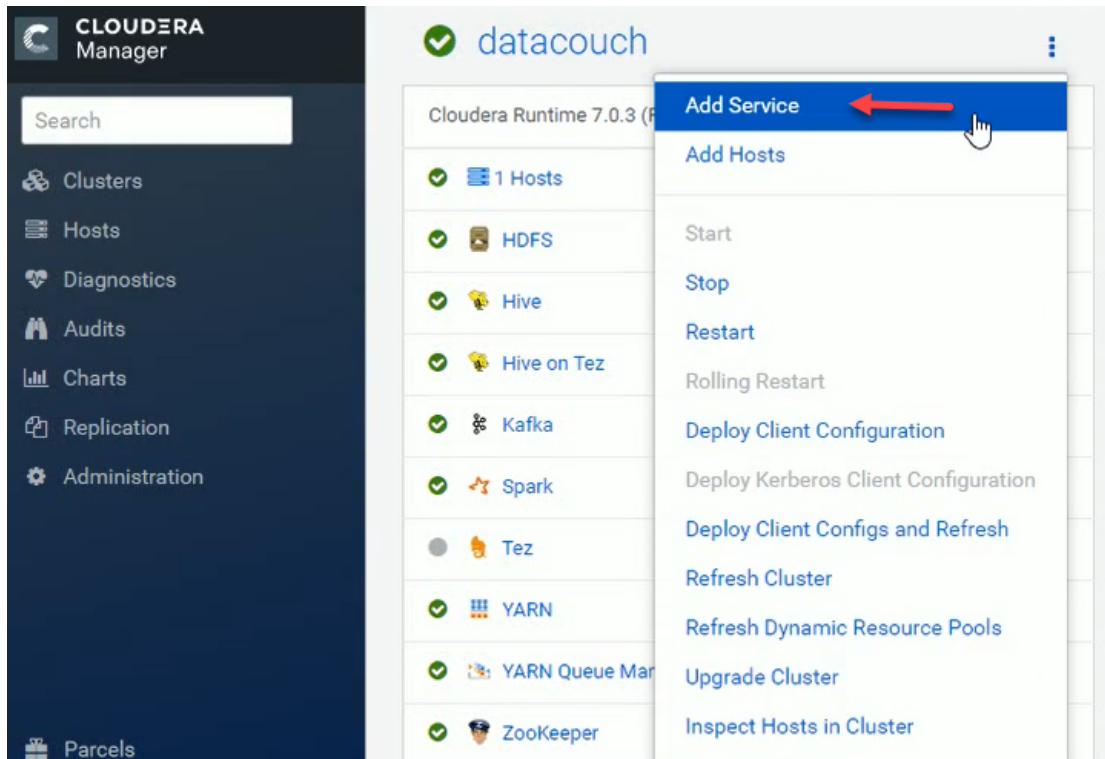 CLOUDERA
Manager
Search
Clusters
Hosts
Diagnostics
Audits
Charts
Replication
Administration
Parcels
datacouch
Cloudera Runtime 7.0.3
1 Hosts
HDFS
Hive
Hive on Tez
Kafka
Spark
Tez
YARN
YARN Queue
ZooKeeper
Add Service
Add Hosts
Start
Stop
Restart
Rolling Restart
Deploy Client Configuration
Deploy Kerberos Client Configuration
Deploy Client Configs and Refresh
Refresh Cluster
Refresh Dynamic Resource Pools
Upgrade Cluster
Inspect Hosts in Cluster